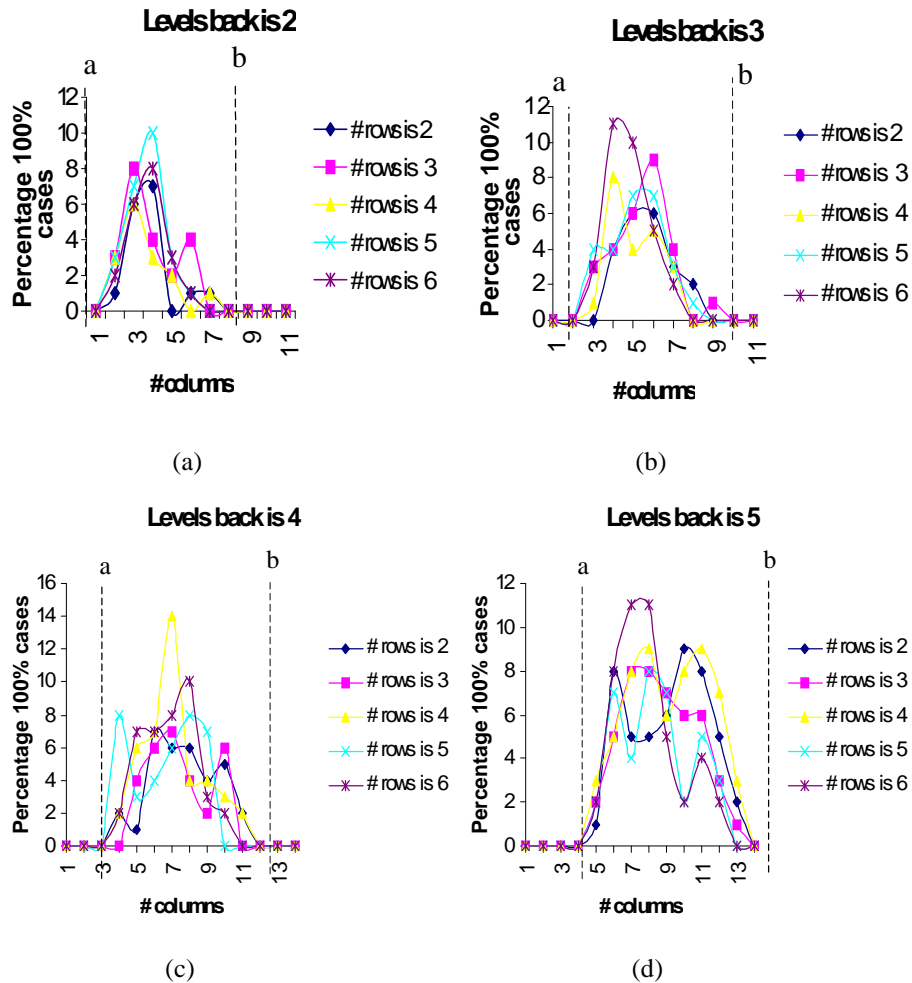 Levels back is 2
a
b
12
10
8
6
4
2
0
Percentage 100%
cases
1
3
5
7
9
11
# columns
# rows is 2
# rows is 3
# rows is 4
# rows is 5
# rows is 6
(a)
Levels back is 3
a
b
12
10
8
6
4
2
0
Percentage 100%
cases
1
3
5
7
9
11
# columns
# rows is 2
# rows is 3
# rows is 4
# rows is 5
# rows is 6
(b)
Levels back is 4
a
b
16
14
12
10
8
6
4
2
0
Percentage 100% cases
1
3
5
7
9
11
13
# columns
# rows is 2
# rows is 3
# rows is 4
# rows is 5
# rows is 6
(c)
Levels back is 5
a
b
12
10
8
6
4
2
0
Percentage 100% cases
1
3
5
7
9
11
13
# columns
# rows is 2
# rows is 3
# rows is 4
# rows is 5
# rows is 6
(d)